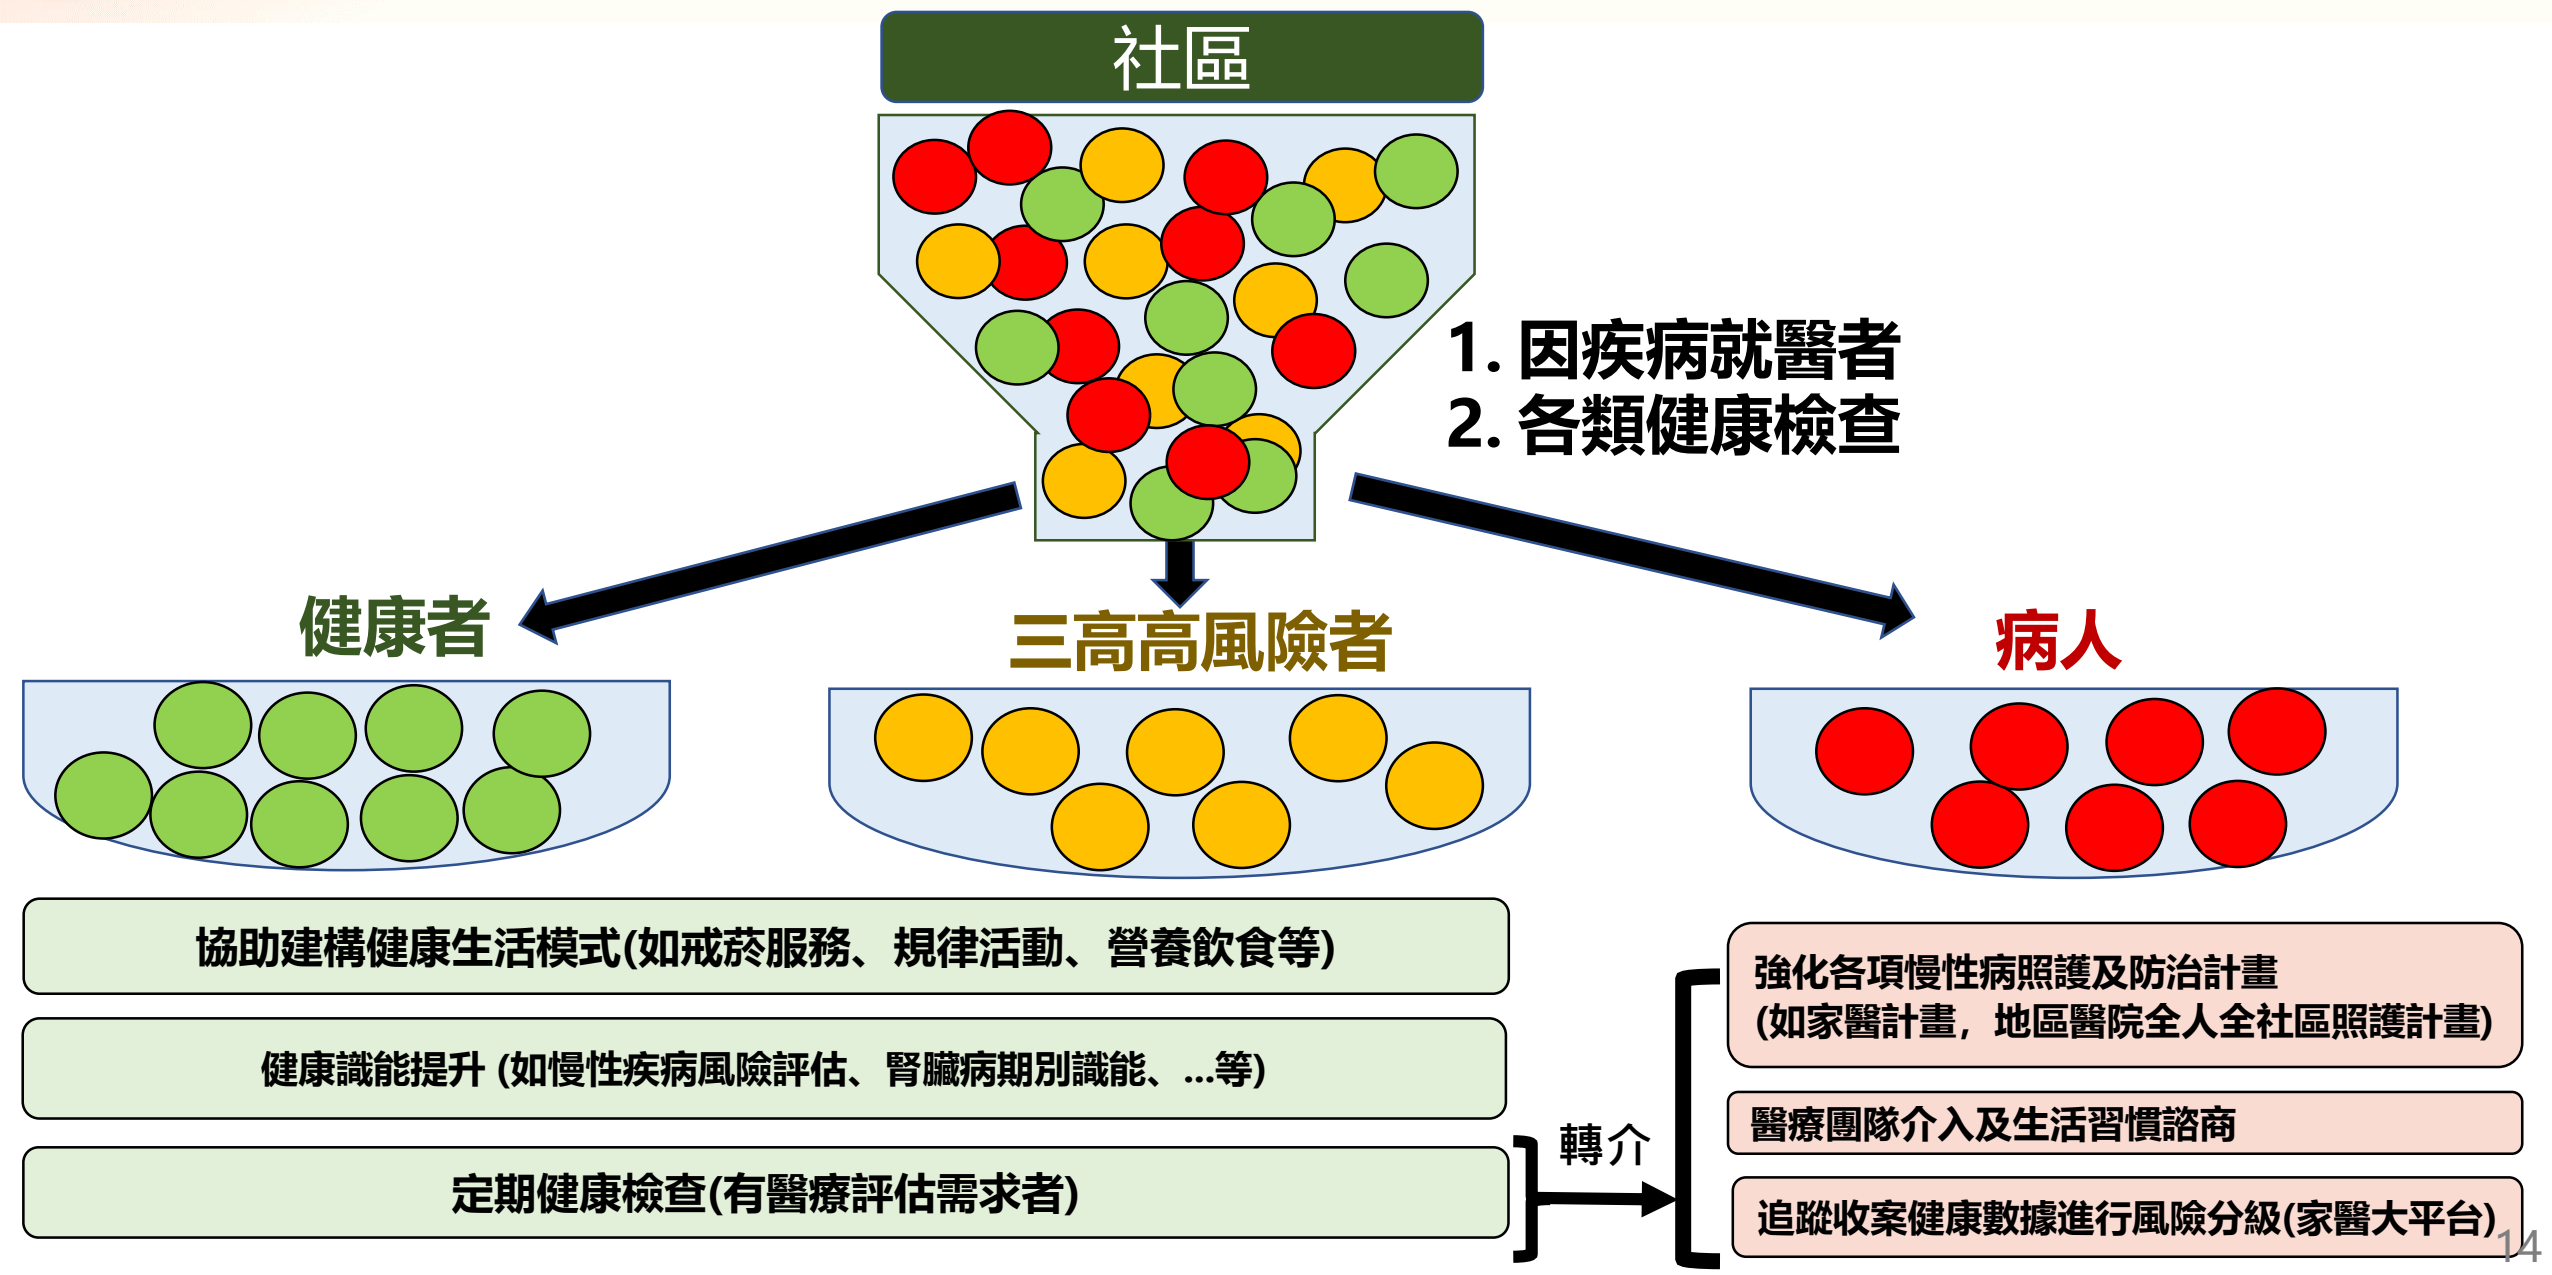 社區
1. 因疾病就醫者
2. 各類健康檢查
健康者
三高高風險者
病人
協助建構健康生活模式(如戒菸服務、規律活動、營養飲食等)
健康識能提升 (如慢性疾病風險評估、腎臟病期別識能、...等)
定期健康檢查(有醫療評估需求者)
轉介
強化各項慢性病照護及防治計畫
(如家醫計畫，地區醫院全人全社區照護計畫)
醫療團隊介入及生活習慣諮商
追蹤收案健康數據進行風險分級(家醫大平台)
14